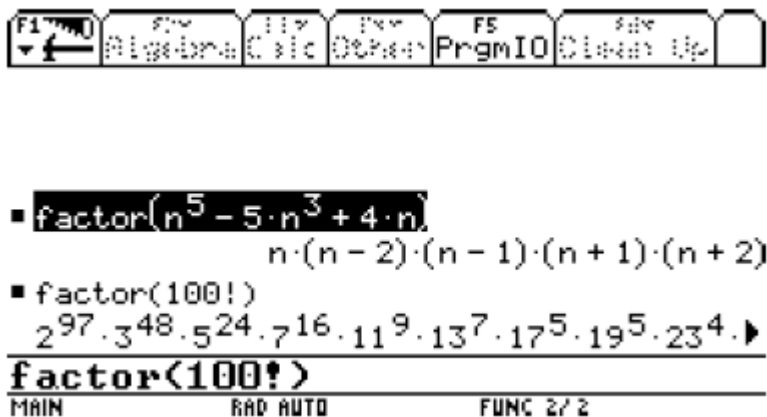 F1 F5
Algebra Calc Other PrgmIO Clean Up
▪ factor(n⁵ − 5·n³ + 4·n)
n·(n − 2)·(n − 1)·(n + 1)·(n + 2)
▪ factor(100!)
2⁹⁷·3⁴⁸·5²⁴·7¹⁶·11⁹·13⁷·17⁵·19⁵·23⁴·▶
factor(100!)
MAIN RAD AUTO FUNC 2/2